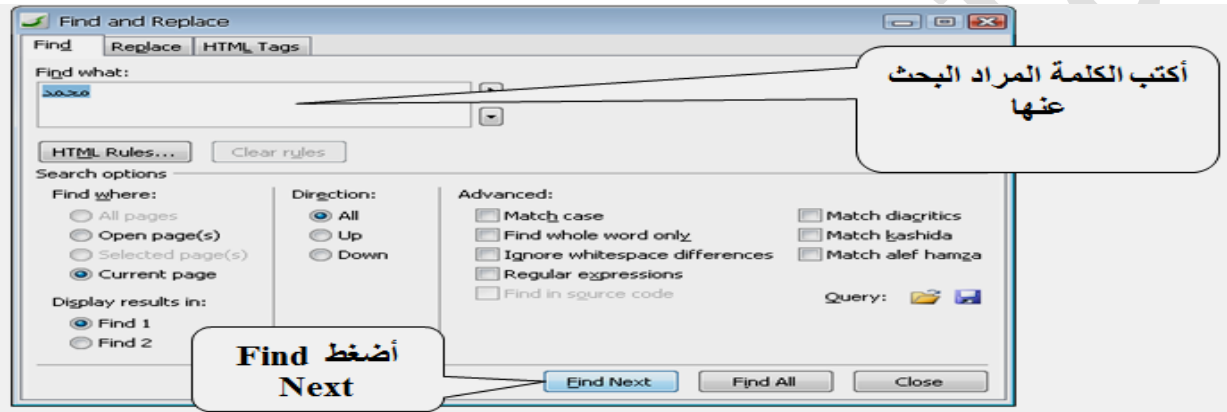 Find and Replace
Find Replace HTML Tags
Find what:
محمد
أكتب الكلمة المراد البحث
عنها
HTML Rules... Clear rules
Search options
Find where: Direction: Advanced:
All pages All Match case Match diacritics
Open page(s) Up Find whole word only Match kashida
Selected page(s) Down Ignore whitespace differences Match alef hamza
Current page Regular expressions
Find in source code Query:
Display results in:
Find 1
Find 2
أضغط Find
Next
Find Next Find All Close